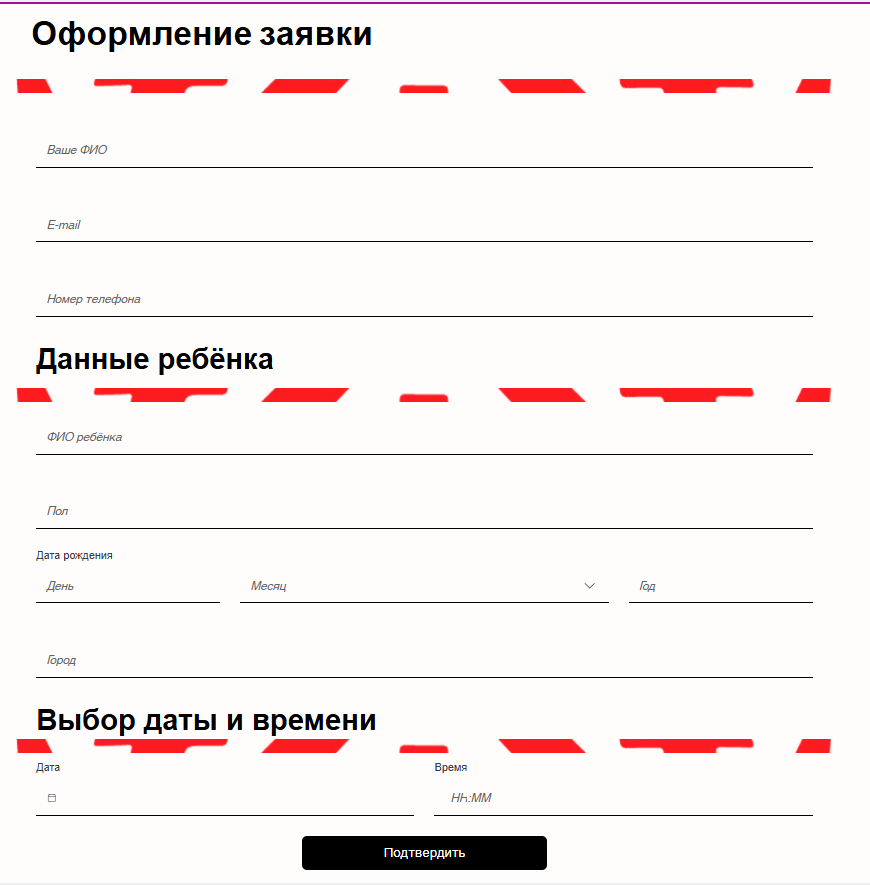 Оформление заявки
Ваше ФИО
E-mail
Номер телефона
Данные ребёнка
ФИО ребёнка
Пол
Дата рождения
День Месяц Год
Город
Выбор даты и времени
Дата Время
HH:MM
Подтвердить